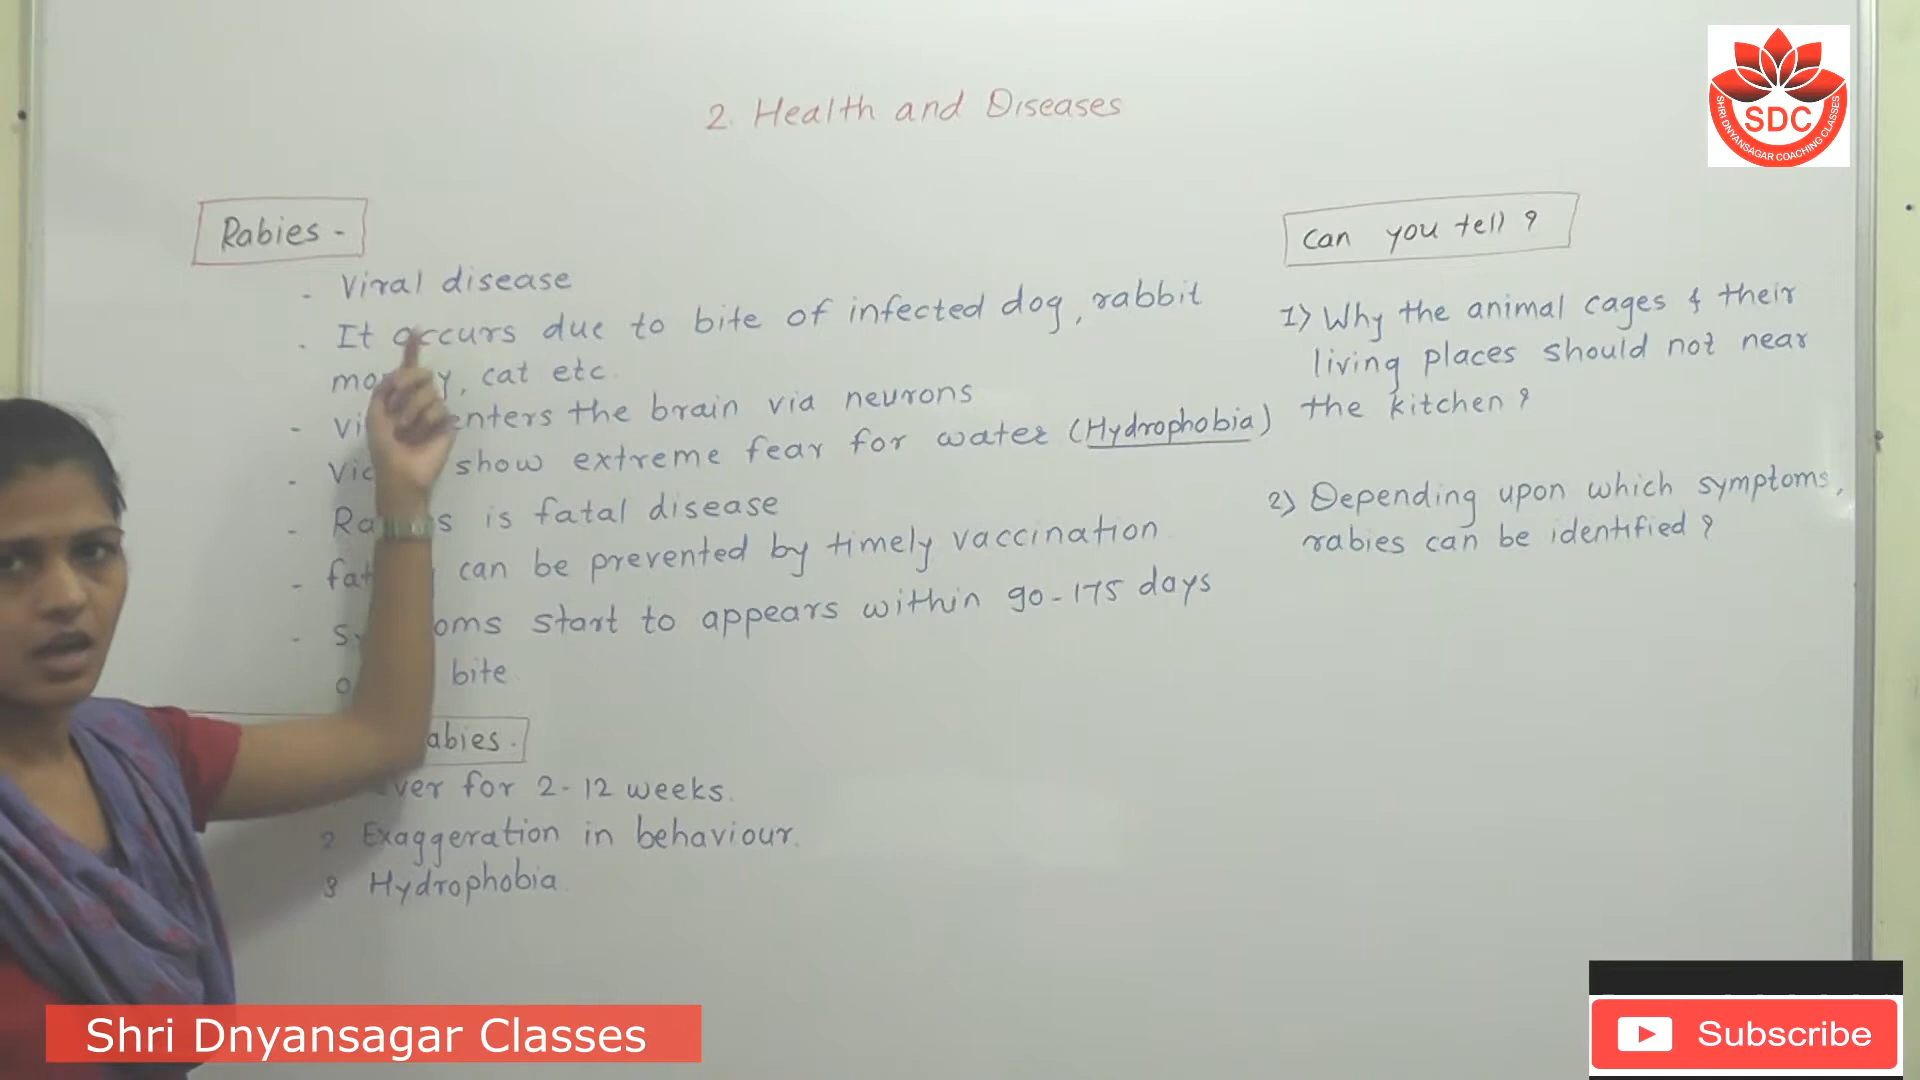 2. Health and Diseases
SDC
SHRI DNYANSAGAR COACHING CLASSES
Rabies -
- Viral disease
- It occurs due to bite of infected dog, rabbit
cat etc.
- enters the brain via neurons
- show extreme fear for water (Hydrophobia)
- is fatal disease
- can be prevented by timely vaccination
- start to appears within 90-175 days
bite
abies.
for 2-12 weeks.
2 Exaggeration in behaviour.
3 Hydrophobia
Can you tell ?
1) Why the animal cages & their
living places should not near
the kitchen ?
2) Depending upon which symptoms,
rabies can be identified ?
Shri Dnyansagar Classes
Subscribe